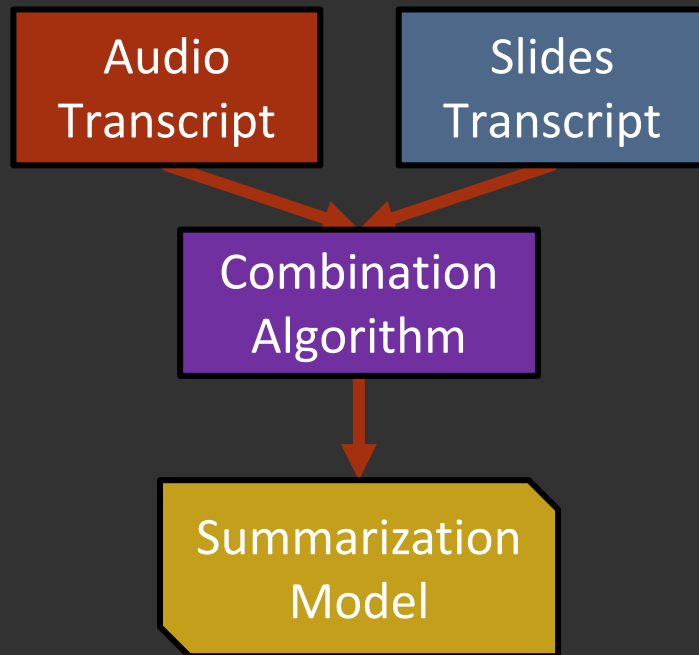 Audio
Transcript
Slides
Transcript
Combination
Algorithm
Summarization
Model